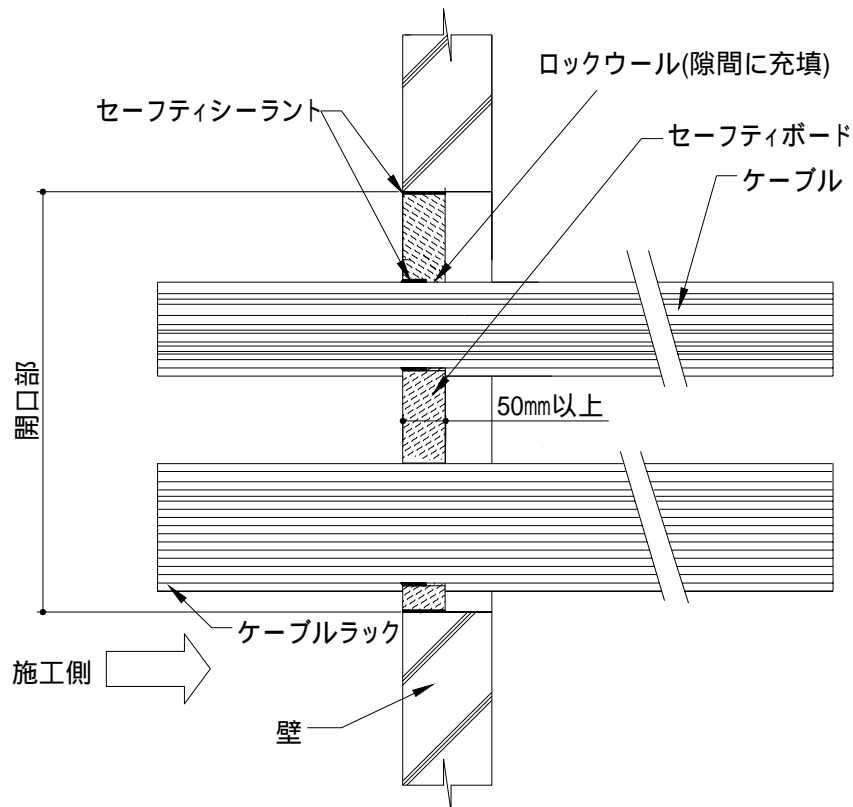 ロックウール(隙間に充填)
セーフティシーラント
セーフティボード
ケーブル
開口部
50mm以上
ケーブルラック
施工側
壁